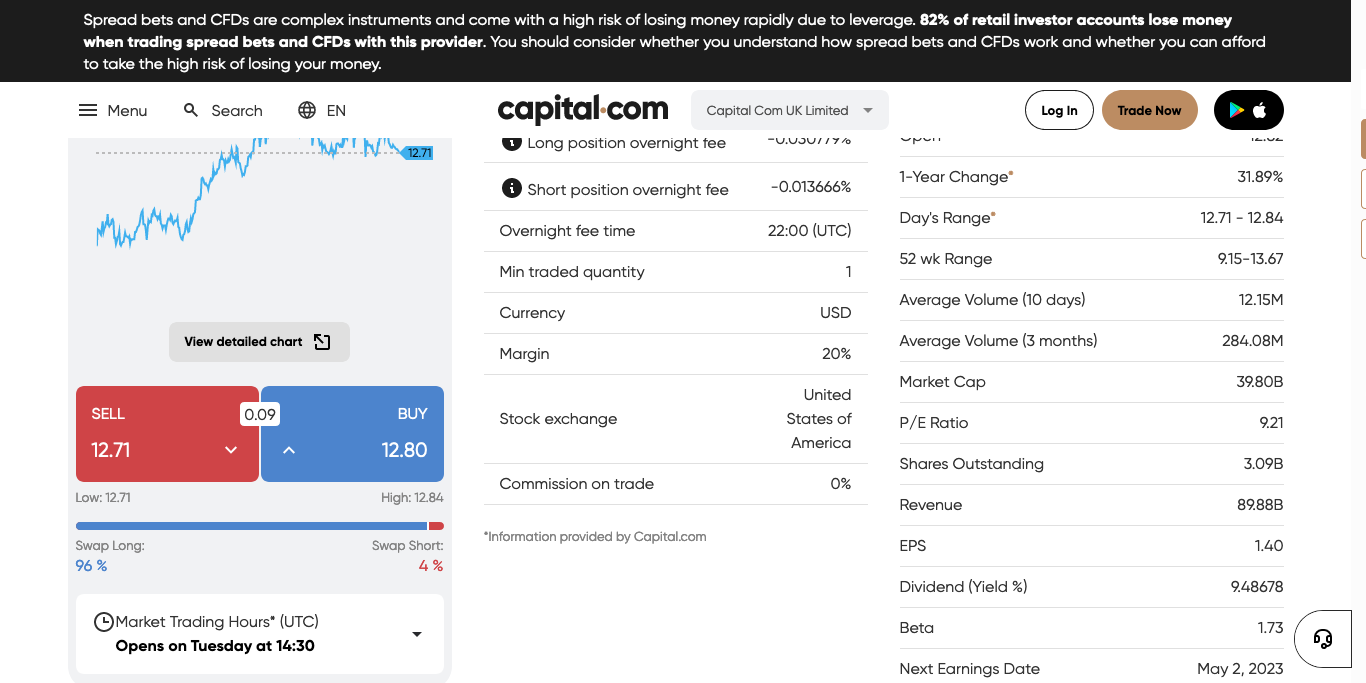 Spread bets and CFDs are complex instruments and come with a high risk of losing money rapidly due to leverage. 82% of retail investor accounts lose money
when trading spread bets and CFDs with this provider. You should consider whether you understand how spread bets and CFDs work and whether you can afford
to take the high risk of losing your money.
Menu Search EN capital.com Capital Com UK Limited Log In Trade Now
12.71
View detailed chart
SELL 0.09 BUY
12.71 12.80
Low: 12.71 High: 12.84
Swap Long: Swap Short:
96 % 4 %
Market Trading Hours* (UTC)
Opens on Tuesday at 14:30
Long position overnight fee -0.030779%
Short position overnight fee -0.013666%
Overnight fee time 22:00 (UTC)
Min traded quantity 1
Currency USD
Margin 20%
Stock exchange United
States of
America
Commission on trade 0%
*Information provided by Capital.com
Open
1-Year Change* 31.89%
Day's Range* 12.71 - 12.84
52 wk Range 9.15-13.67
Average Volume (10 days) 12.15M
Average Volume (3 months) 284.08M
Market Cap 39.80B
P/E Ratio 9.21
Shares Outstanding 3.09B
Revenue 89.88B
EPS 1.40
Dividend (Yield %) 9.48678
Beta 1.73
Next Earnings Date May 2, 2023